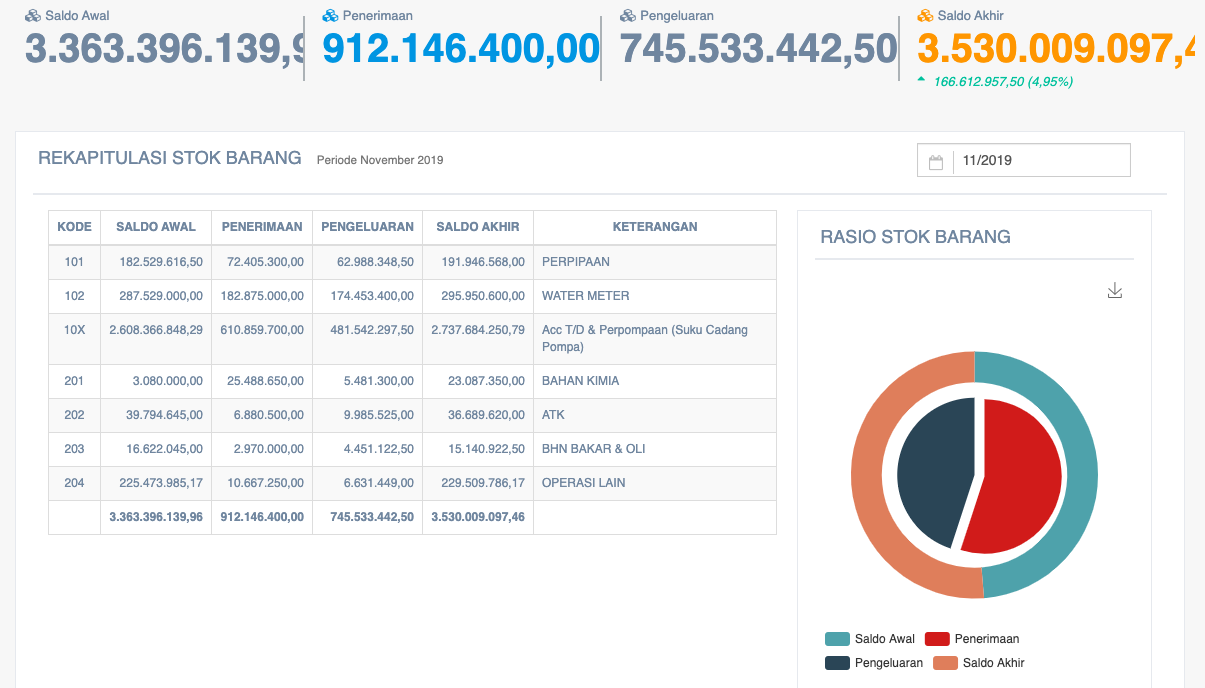 Saldo Awal
3.363.396.139,9
Penerimaan
912.146.400,00
Pengeluaran
745.533.442,50
Saldo Akhir
3.530.009.097,4
166.612.957,50 (4,95%)
REKAPITULASI STOK BARANG Periode November 2019
11/2019
KODE SALDO AWAL PENERIMAAN PENGELUARAN SALDO AKHIR KETERANGAN
101 182.529.616,50 72.405.300,00 62.988.348,50 191.946.568,00 PERPIPAAN
102 287.529.000,00 182.875.000,00 174.453.400,00 295.950.600,00 WATER METER
10X 2.608.366.848,29 610.859.700,00 481.542.297,50 2.737.684.250,79 Acc T/D & Perpompaan (Suku Cadang
Pompa)
201 3.080.000,00 25.488.650,00 5.481.300,00 23.087.350,00 BAHAN KIMIA
202 39.794.645,00 6.880.500,00 9.985.525,00 36.689.620,00 ATK
203 16.622.045,00 2.970.000,00 4.451.122,50 15.140.922,50 BHN BAKAR & OLI
204 225.473.985,17 10.667.250,00 6.631.449,00 229.509.786,17 OPERASI LAIN
3.363.396.139,96 912.146.400,00 745.533.442,50 3.530.009.097,46
RASIO STOK BARANG
Saldo Awal Penerimaan
Pengeluaran Saldo Akhir